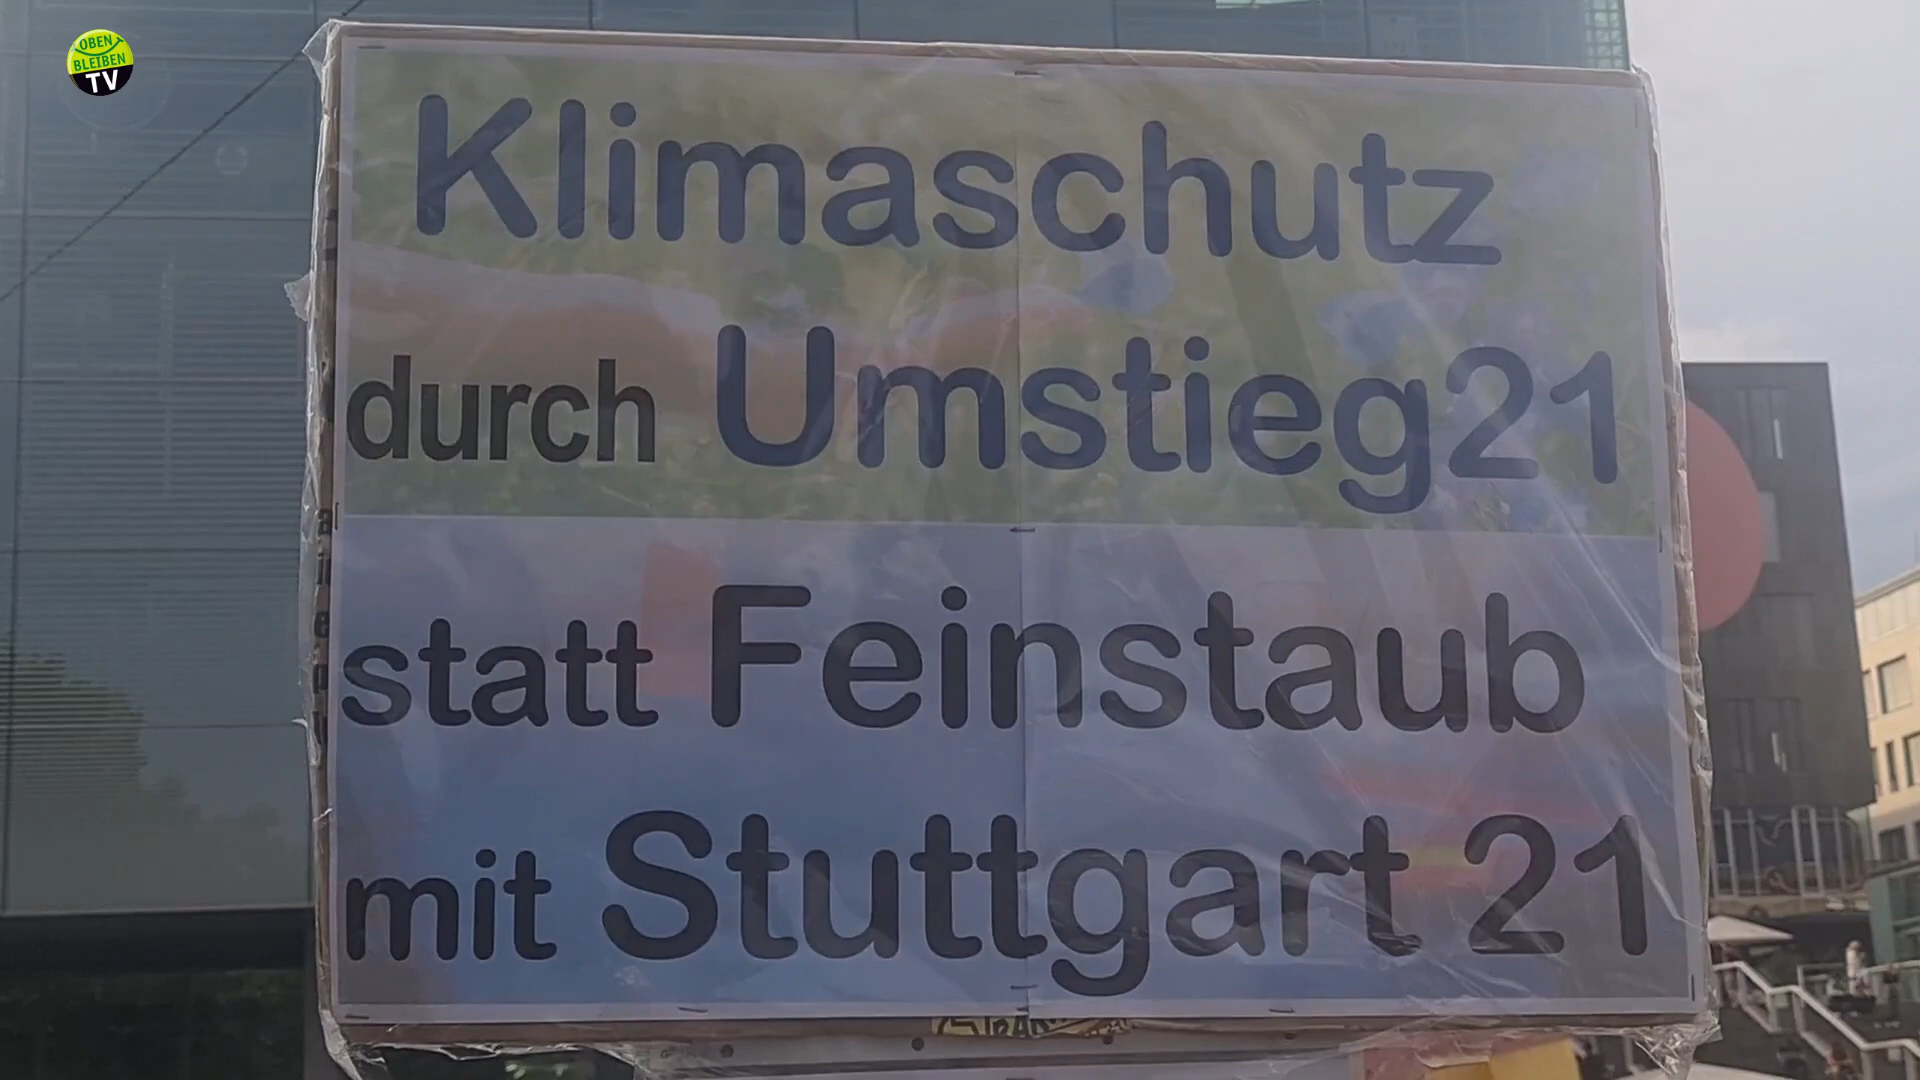 OBEN
BLEIBEN
TV
Klimaschutz
durch Umstieg21
statt Feinstaub
mit Stuttgart 21